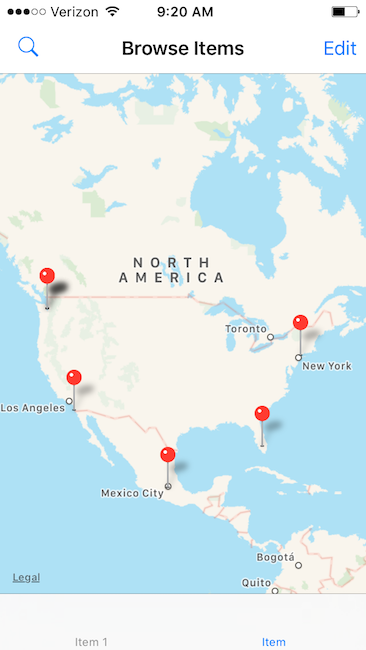 Verizon 9:20 AM
Browse Items Edit
NORTH
AMERICA
Toronto
New York
Los Angeles
Mexico City
Bogotá
Legal
Quito
Item 1 Item